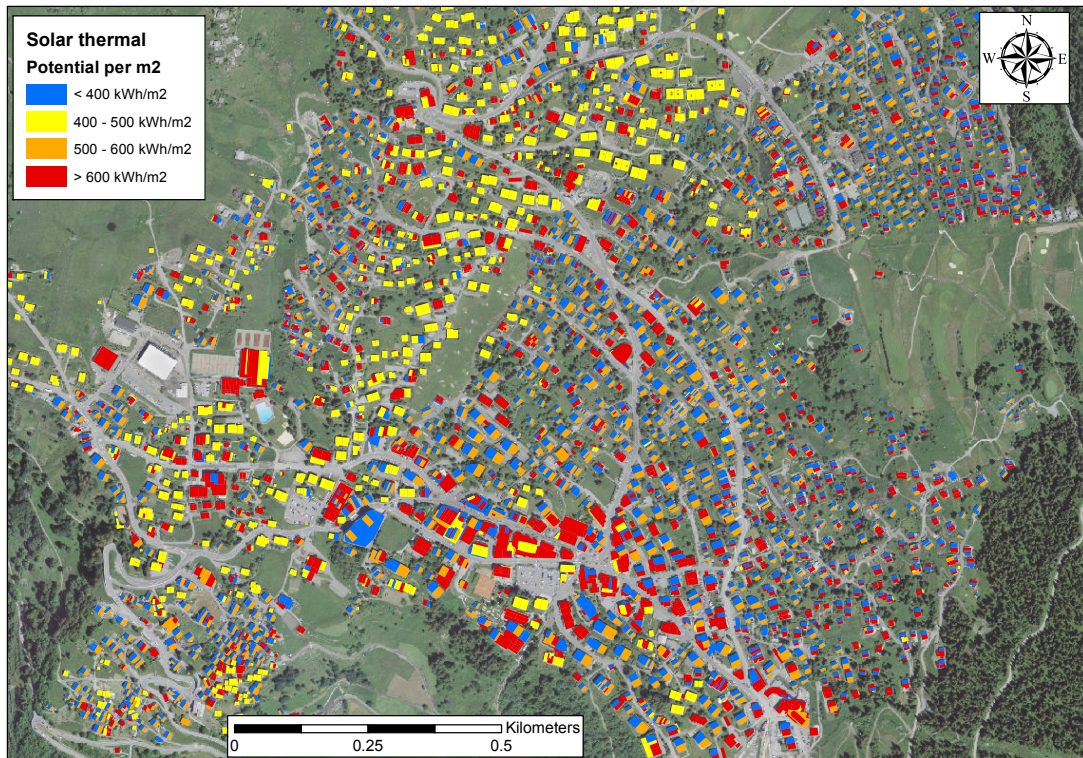 Solar thermal
Potential per m2
< 400 kWh/m2
400 - 500 kWh/m2
500 - 600 kWh/m2
> 600 kWh/m2
N
W E
S
Kilometers
0 0.25 0.5